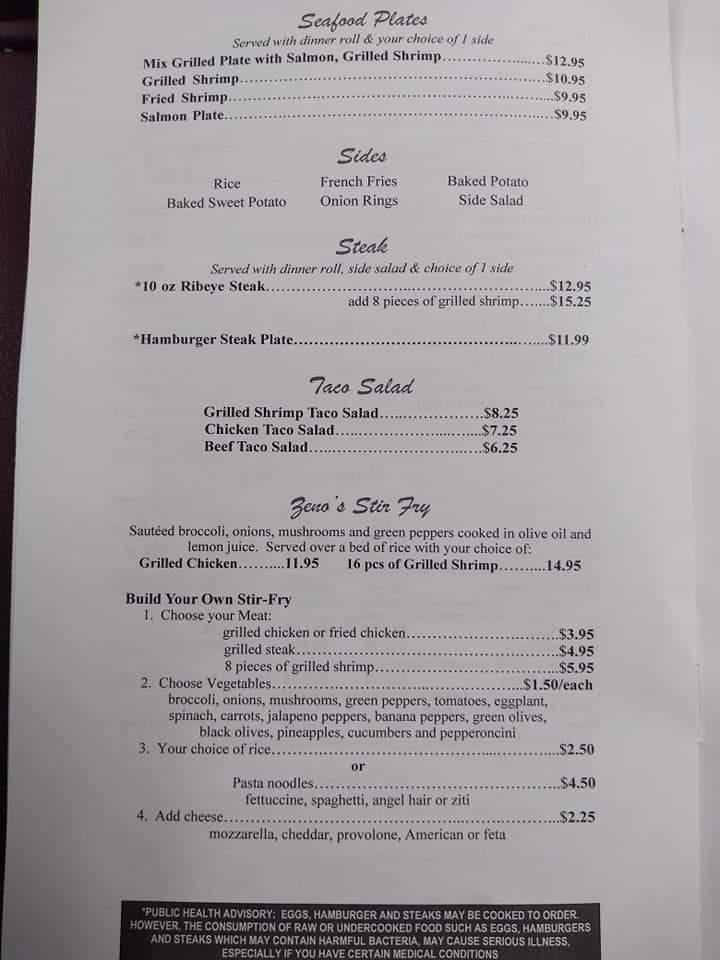 Seafood Plates
Served with dinner roll & your choice of 1 side
Mix Grilled Plate with Salmon, Grilled Shrimp....................$12.95
Grilled Shrimp....................$10.95
Fried Shrimp....................$9.95
Salmon Plate....................$9.95
Sides
Rice French Fries Baked Potato
Baked Sweet Potato Onion Rings Side Salad
Steak
Served with dinner roll, side salad & choice of 1 side
*10 oz Ribeye Steak....................$12.95
add 8 pieces of grilled shrimp.......$15.25
*Hamburger Steak Plate....................$11.99
Taco Salad
Grilled Shrimp Taco Salad....................$8.25
Chicken Taco Salad....................$7.25
Beef Taco Salad....................$6.25
Zeno's Stir Fry
Sautéed broccoli, onions, mushrooms and green peppers cooked in olive oil and
lemon juice. Served over a bed of rice with your choice of:
Grilled Chicken............11.95 16 pcs of Grilled Shrimp............14.95
Build Your Own Stir-Fry
1. Choose your Meat:
grilled chicken or fried chicken....................$3.95
grilled steak....................$4.95
8 pieces of grilled shrimp....................$5.95
2. Choose Vegetables....................$1.50/each
broccoli, onions, mushrooms, green peppers, tomatoes, eggplant,
spinach, carrots, jalapeno peppers, banana peppers, green olives,
black olives, pineapples, cucumbers and pepperoncini
3. Your choice of rice....................$2.50
or
Pasta noodles....................$4.50
fettuccine, spaghetti, angel hair or ziti
4. Add cheese....................$2.25
mozzarella, cheddar, provolone, American or feta
*PUBLIC HEALTH ADVISORY: EGGS, HAMBURGER AND STEAKS MAY BE COOKED TO ORDER.
HOWEVER, THE CONSUMPTION OF RAW OR UNDERCOOKED FOOD SUCH AS EGGS, HAMBURGERS
AND STEAKS WHICH MAY CONTAIN HARMFUL BACTERIA, MAY CAUSE SERIOUS ILLNESS,
ESPECIALLY IF YOU HAVE CERTAIN MEDICAL CONDITIONS